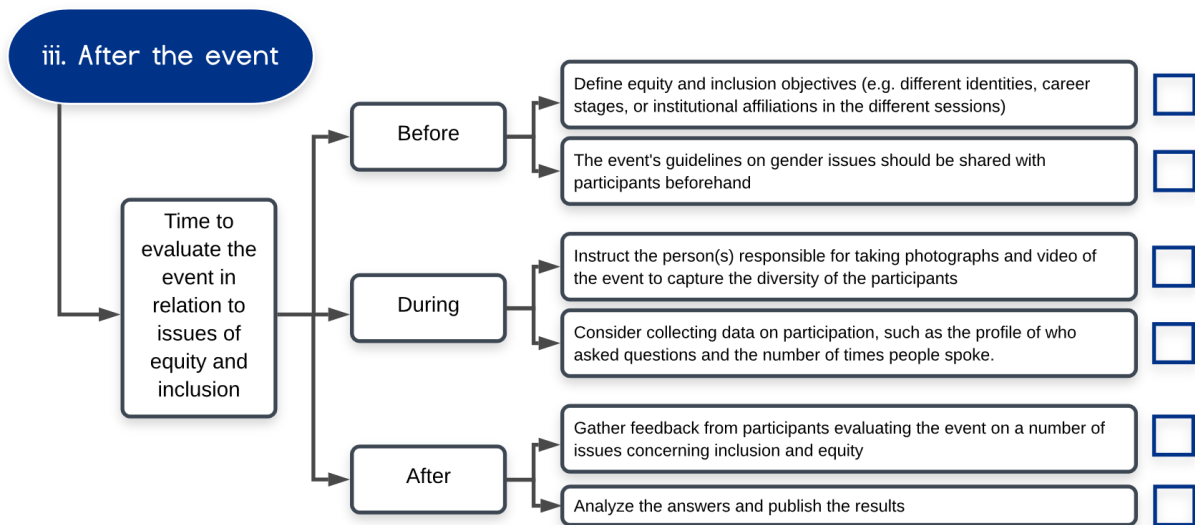 iii. After the event
Time to
evaluate the
event in
relation to
issues of
equity and
inclusion
Before
Define equity and inclusion objectives (e.g. different identities, career
stages, or institutional affiliations in the different sessions)
The event's guidelines on gender issues should be shared with
participants beforehand
During
Instruct the person(s) responsible for taking photographs and video of
the event to capture the diversity of the participants
Consider collecting data on participation, such as the profile of who
asked questions and the number of times people spoke.
After
Gather feedback from participants evaluating the event on a number of
issues concerning inclusion and equity
Analyze the answers and publish the results